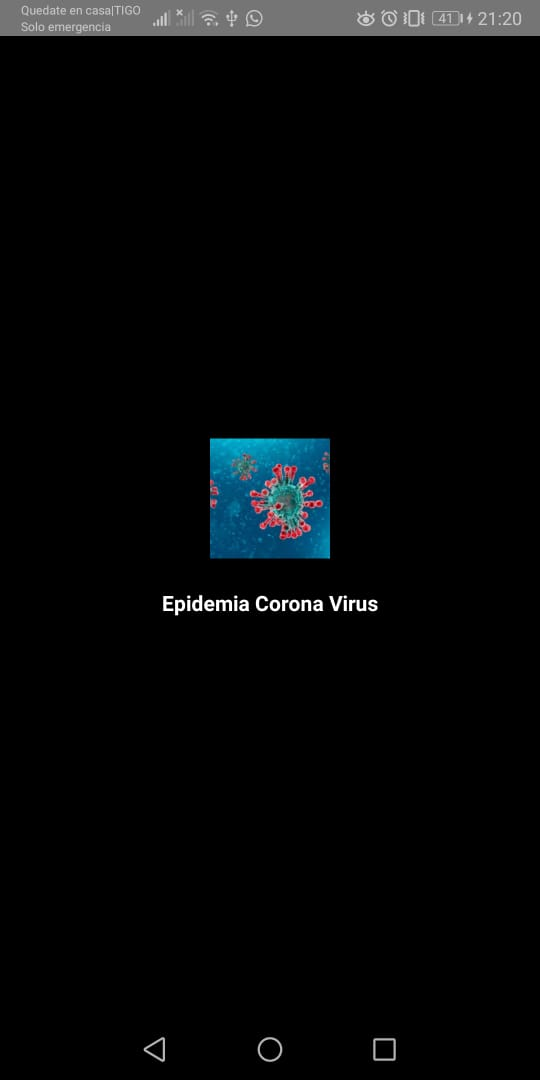 Quedate en casa|TIGO
Solo emergencia
41
21:20
Epidemia Corona Virus